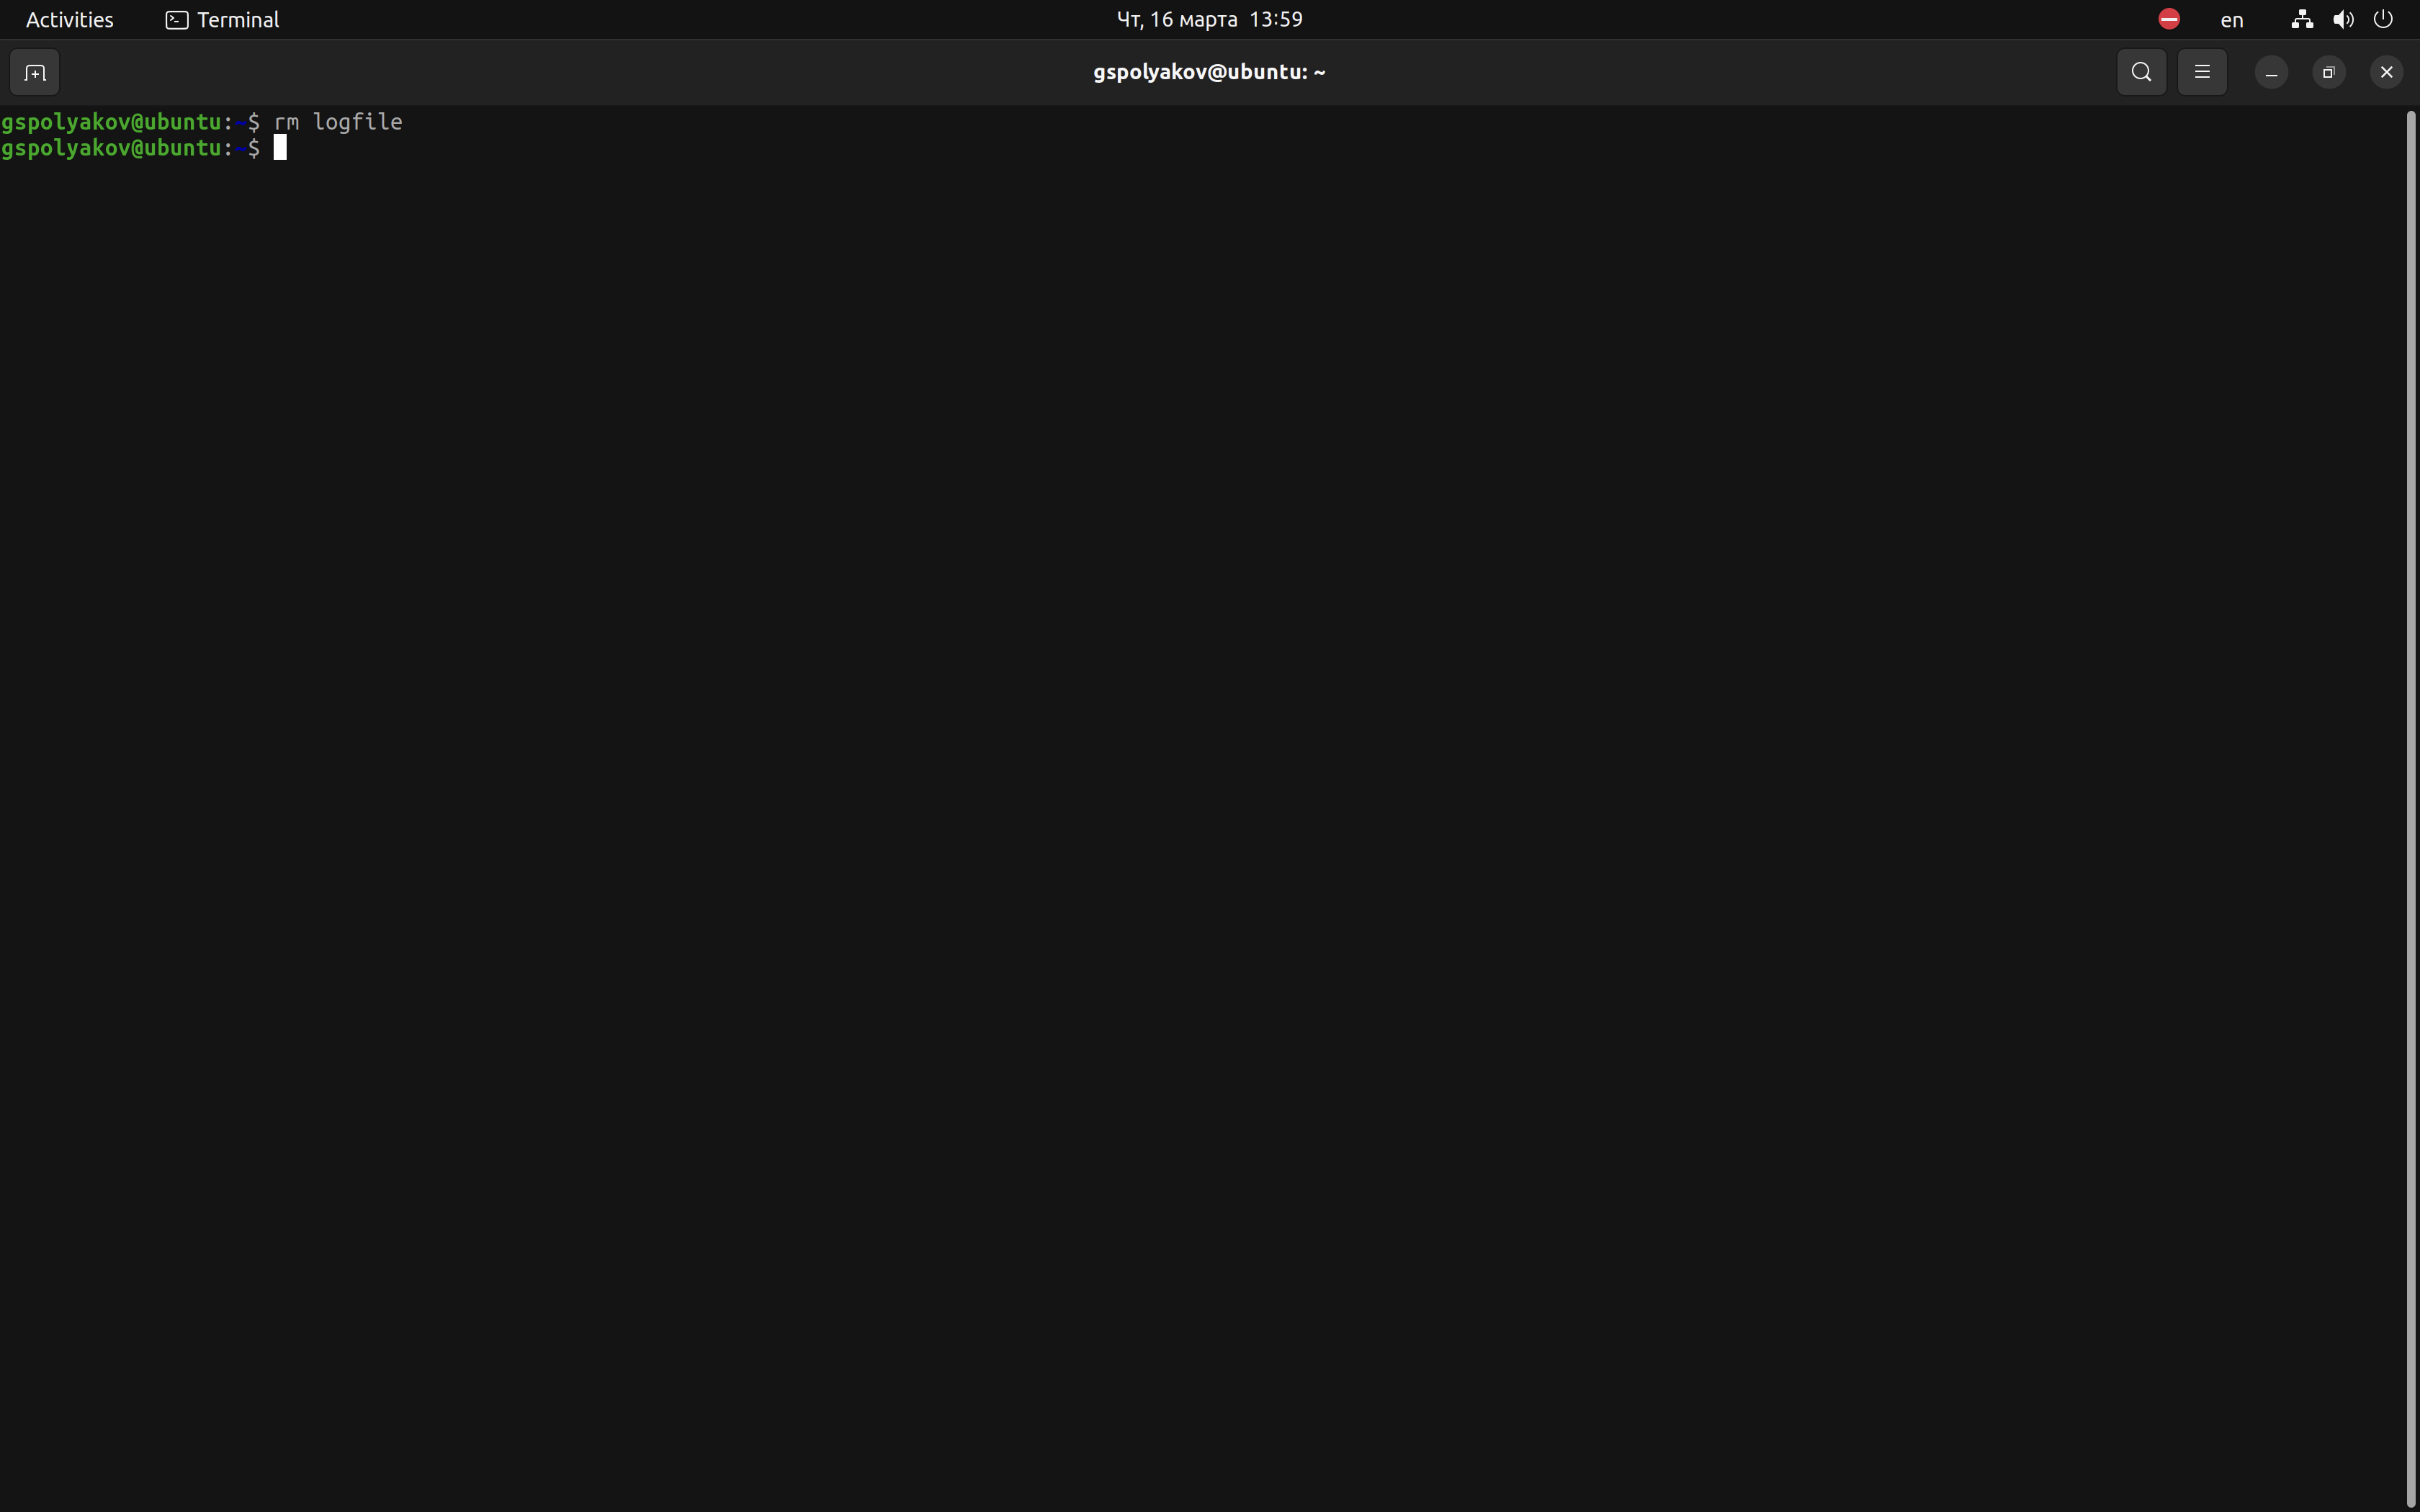 Activities Terminal Чт, 16 марта 13:59 en
gspolyakov@ubuntu: ~
gspolyakov@ubuntu:~$ rm logfile
gspolyakov@ubuntu:~$